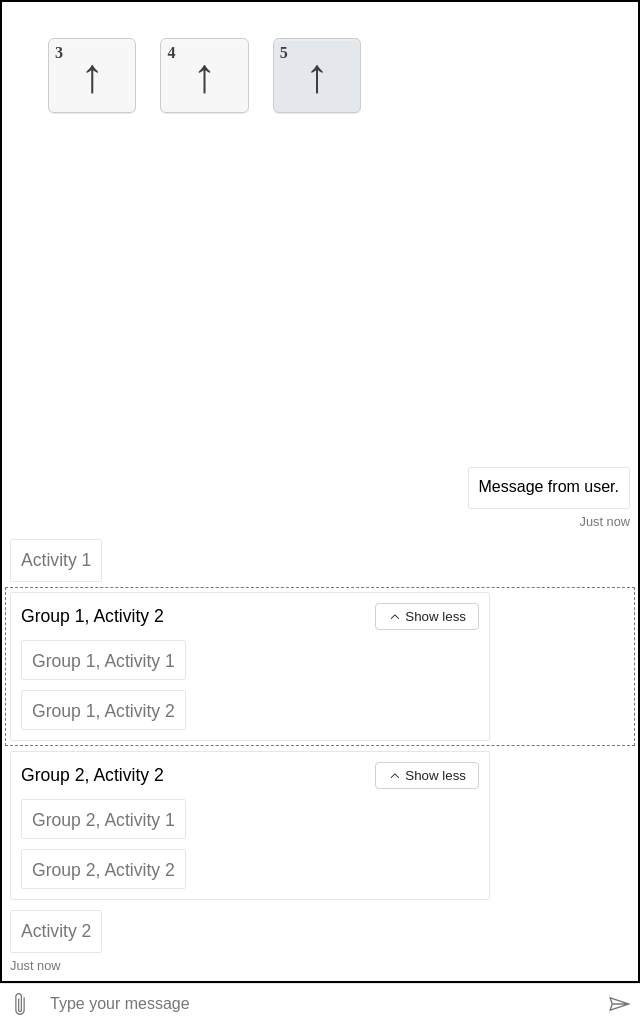 3 4 5
↑ ↑ ↑
Message from user.
Just now
Activity 1
Group 1, Activity 2 Show less
Group 1, Activity 1
Group 1, Activity 2
Group 2, Activity 2 Show less
Group 2, Activity 1
Group 2, Activity 2
Activity 2
Just now
Type your message